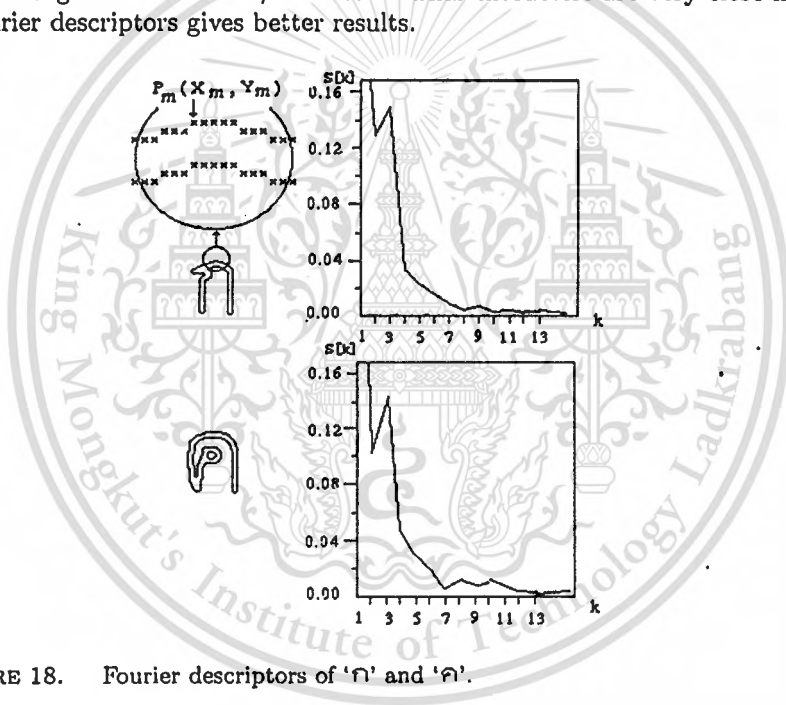 urier descriptors gives better results.
P_m(X_m, Y_m)
S[k]
0.16
0.12
0.08
0.04
0.00
1 3 5 7 9 11 13
k
S[k]
0.16
0.12
0.08
0.04
0.00
1 3 5 7 9 11 13
k
King Mongkut's Institute of Technology Ladkrabang
RE 18. Fourier descriptors of 'ก' and 'ค'.